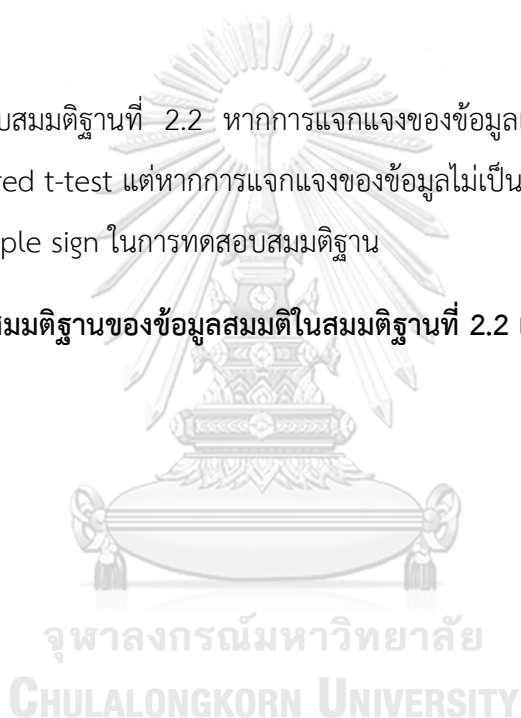 บสมมติฐานที่ 2.2 หากการแจกแจงของข้อมูล
red t-test แต่หากการแจกแจงของข้อมูลไม่เป็น
ple sign ในการทดสอบสมมติฐาน
สมมติฐานของข้อมูลสมมติในสมมติฐานที่ 2.2
จุฬาลงกรณ์มหาวิทยาลัย
CHULALONGKORN UNIVERSITY